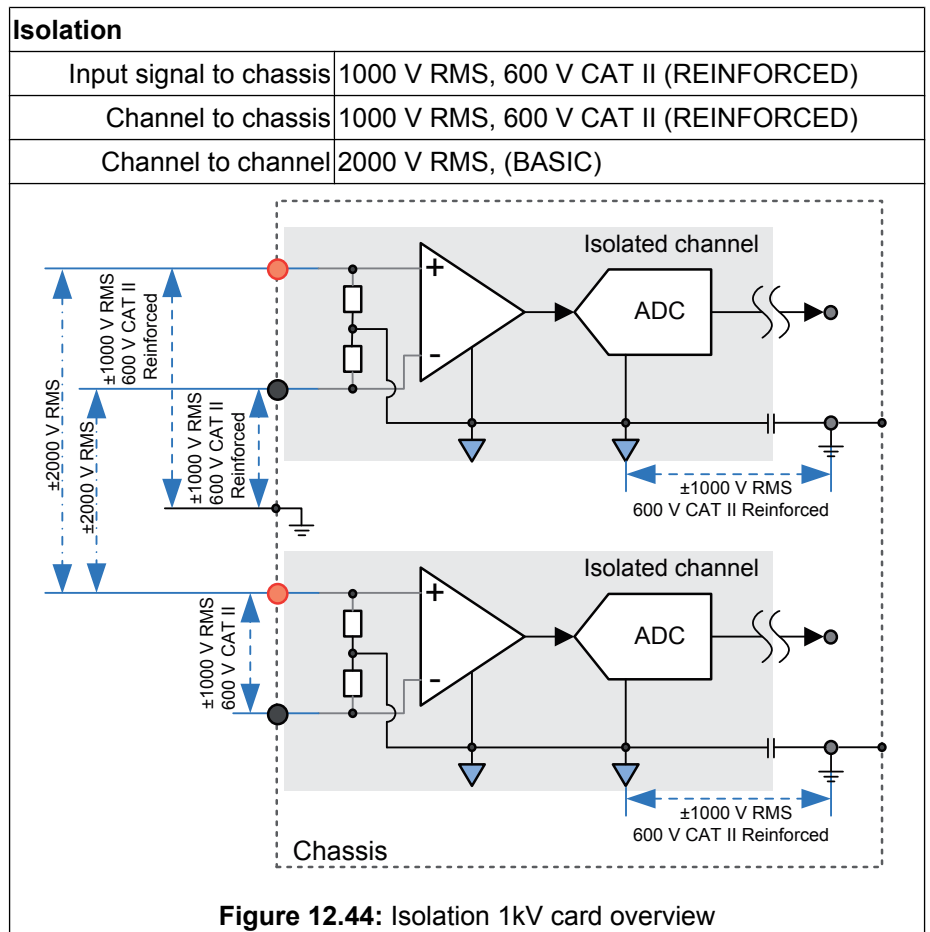 Isolation
Input signal to chassis 1000 V RMS, 600 V CAT II (REINFORCED)
Channel to chassis 1000 V RMS, 600 V CAT II (REINFORCED)
Channel to channel 2000 V RMS, (BASIC)
Isolated channel
+
-
ADC
±2000 V RMS
±2000 V RMS
±1000 V RMS
600 V CAT II
Reinforced
±1000 V RMS
600 V CAT II
Reinforced
±1000 V RMS
600 V CAT II Reinforced
Isolated channel
+
-
ADC
±1000 V RMS
600 V CAT II
±1000 V RMS
600 V CAT II Reinforced
Chassis
Figure 12.44: Isolation 1kV card overview